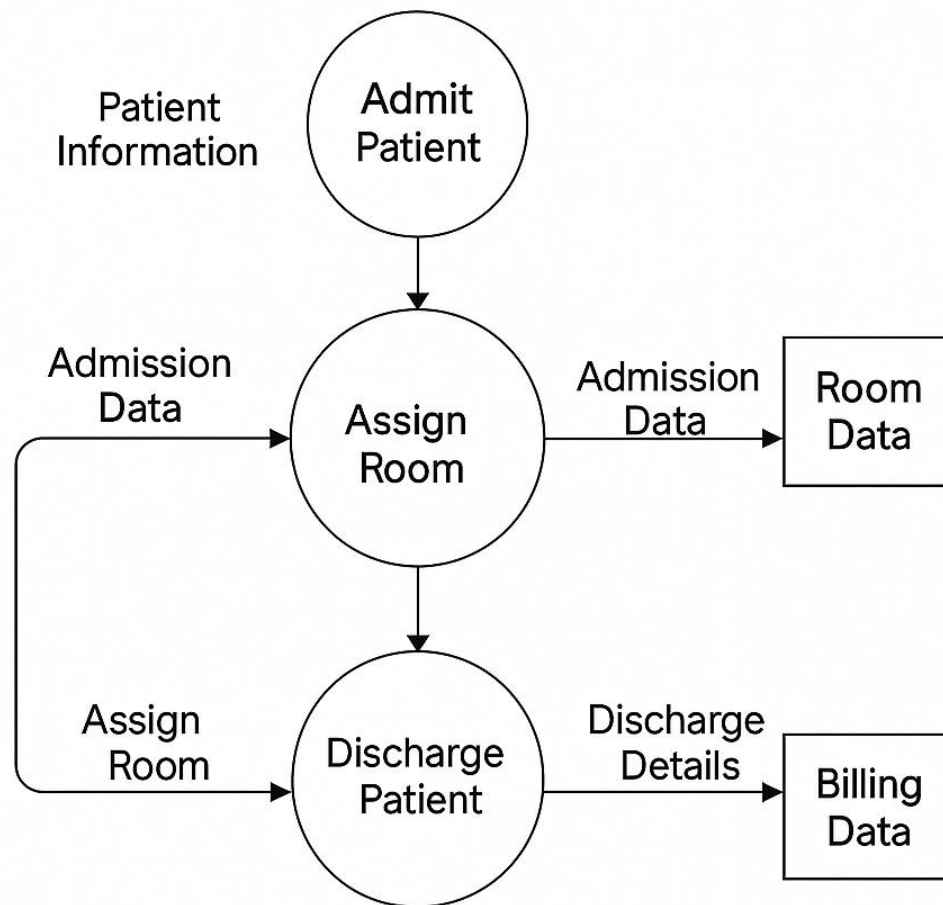 Patient
Information
Admit
Patient
Admission
Data
Assign
Room
Admission
Data
Room
Data
Assign
Room
Discharge
Patient
Discharge
Details
Billing
Data